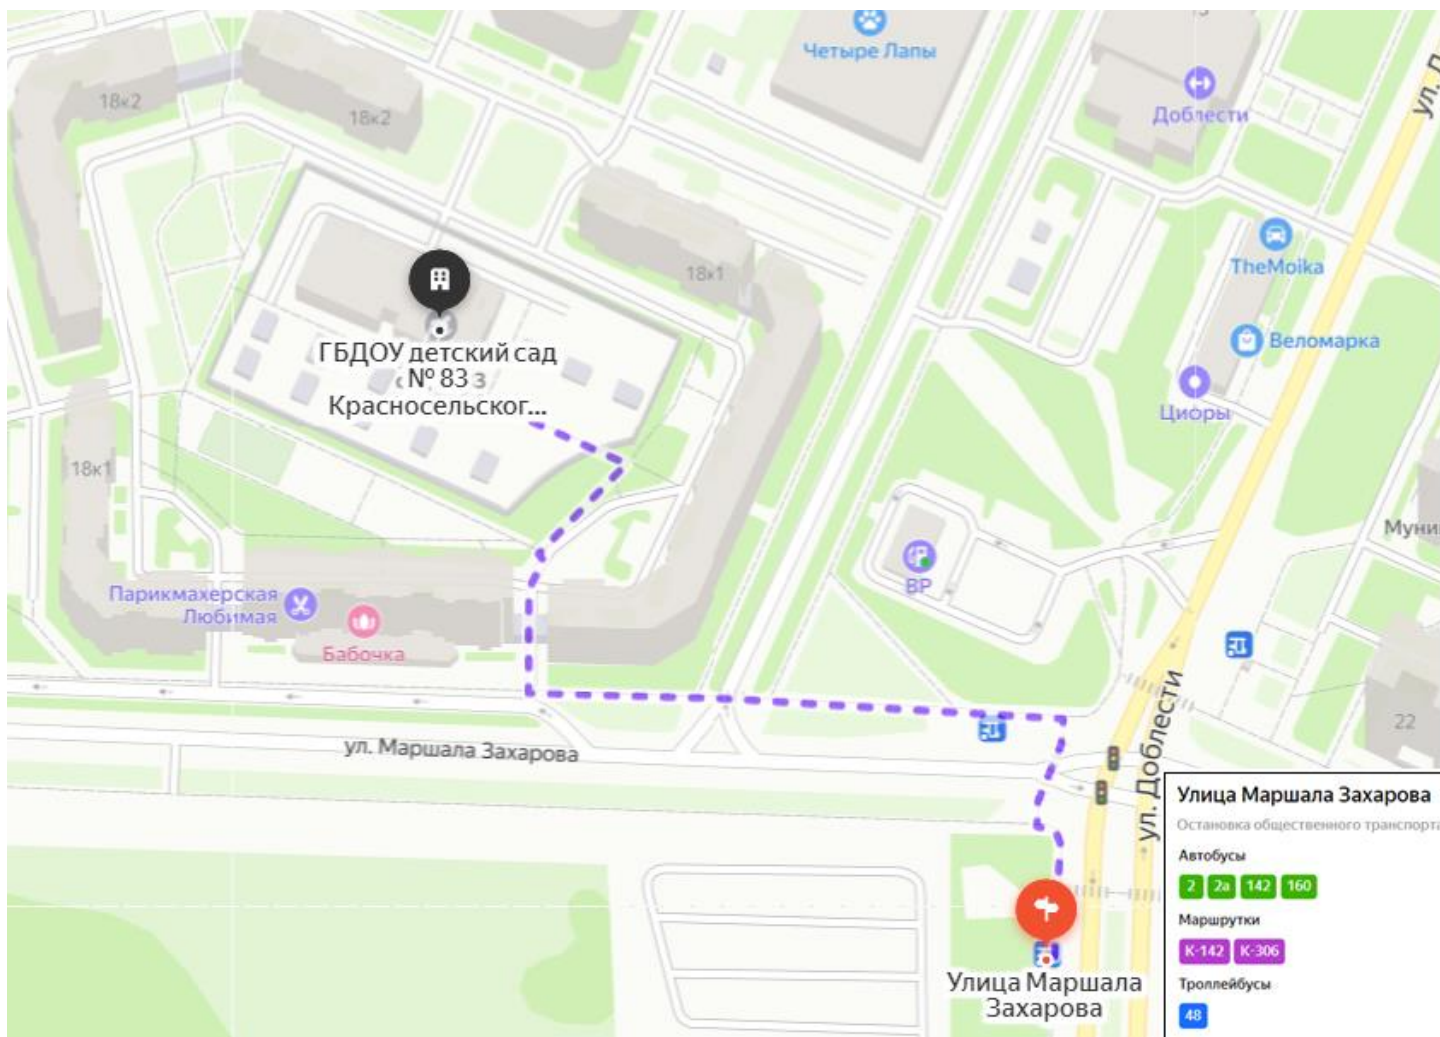 Четыре Лапы
18к2
18к2
Доблести
ул. Д
18к1
TheMoika
Веломарка
Циоры
ГБДОУ детский сад
№ 83
Красносельског...
18к1
Муни
BP
Парикмахерская
Любимая
Бабочка
ул. Маршала Захарова
ул. Доблести
22
Улица Маршала
Захарова
Улица Маршала Захарова
Остановка общественного транспорта
Автобусы
2 2а 142 160
Маршрутки
К-142 К-306
Троллейбусы
48